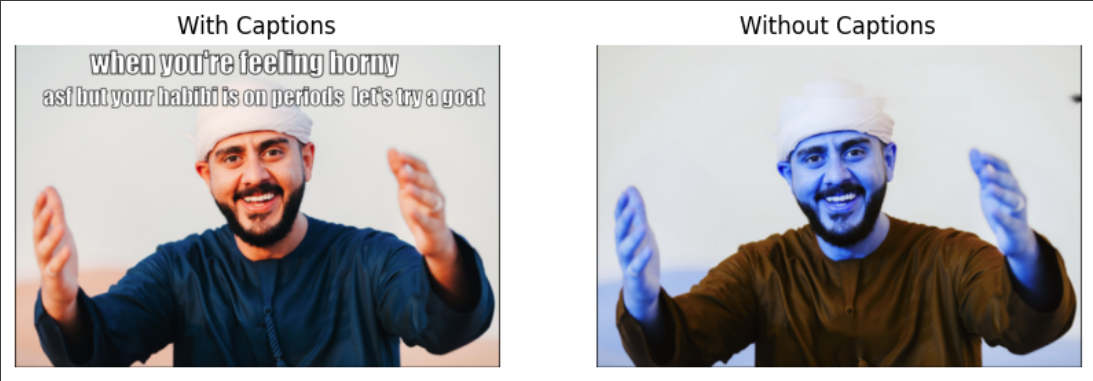 With Captions
Without Captions
when you're feeling horny
asf but your habibi is on periods let's try a goat